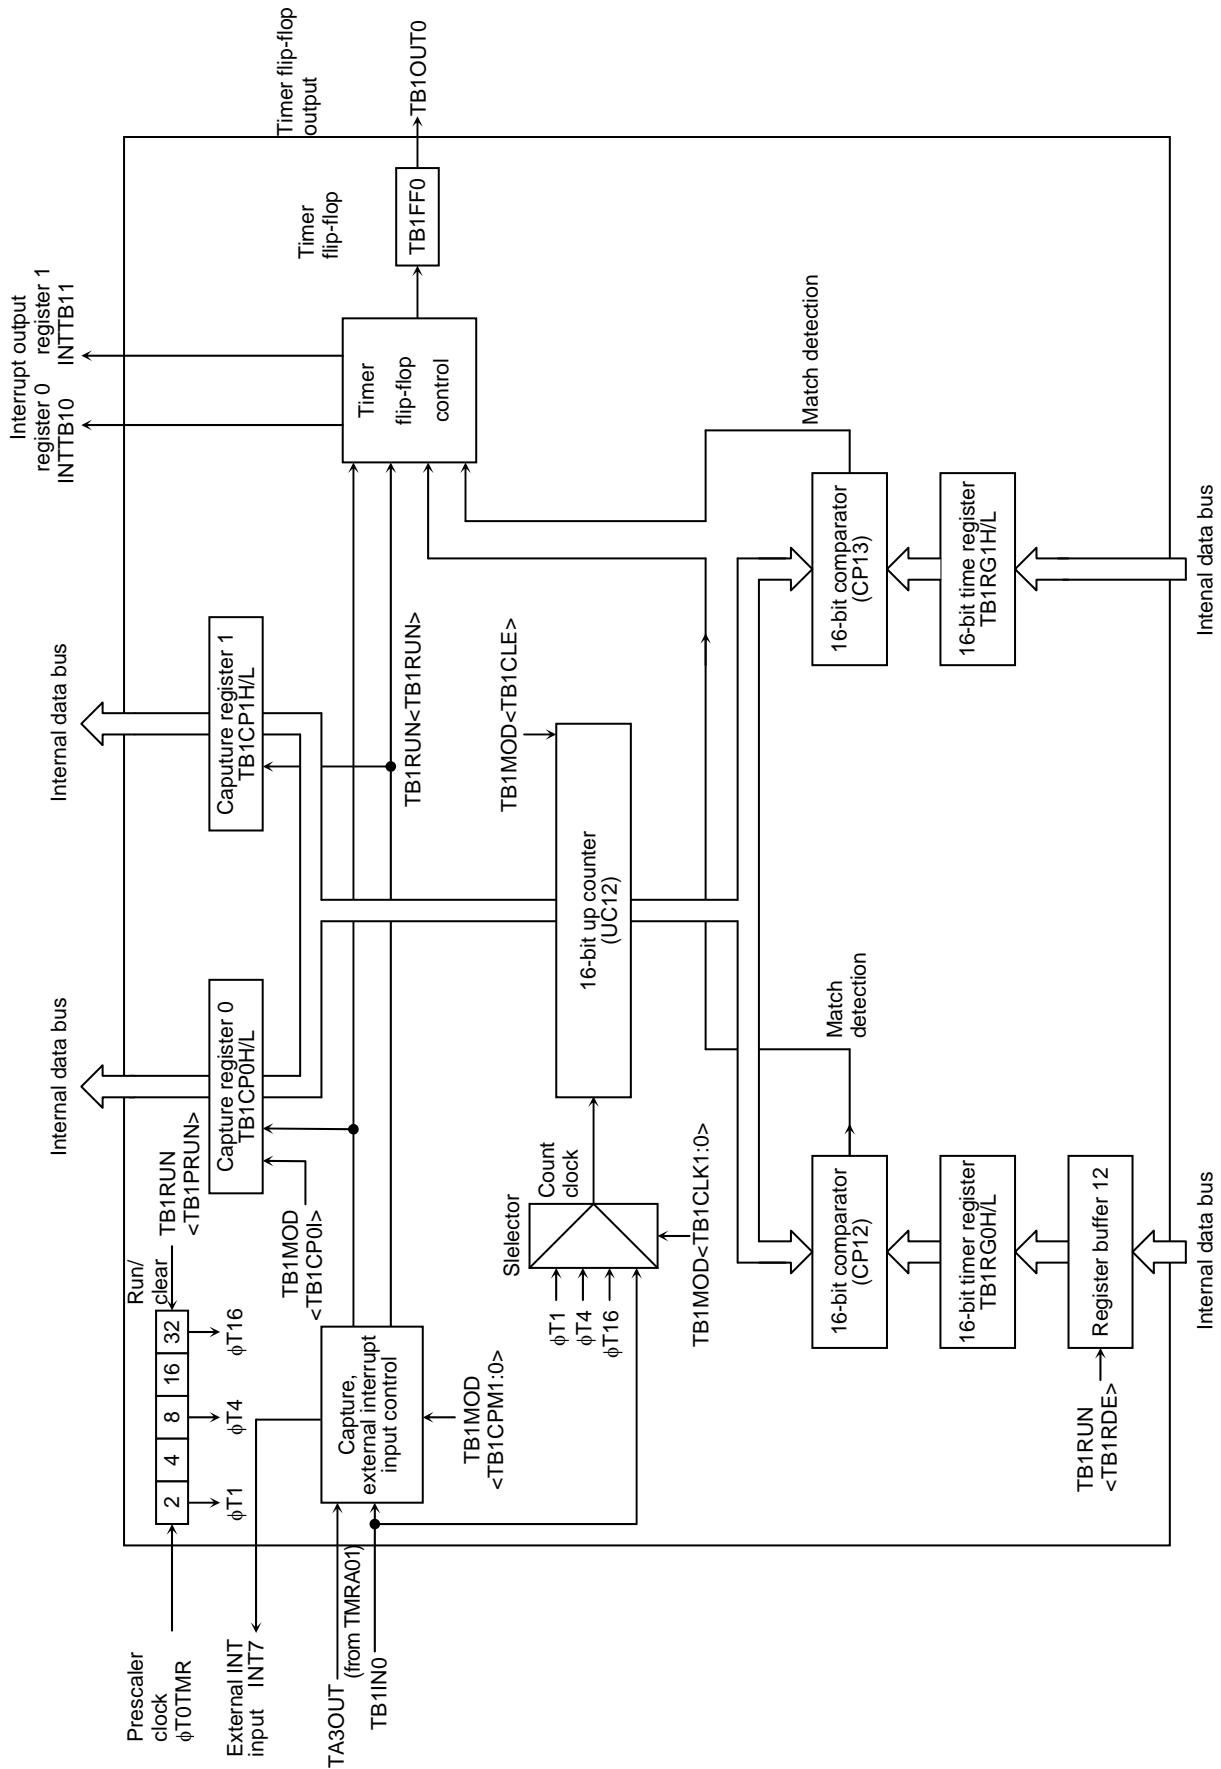 Prescaler
clock
φT0TMR
2
4
8
16
32
φT1
φT4
φT16
Run/
clear
TB1RUN
<TB1PRUN>
External INT
input INT7
TA3OUT
(from TMRA01)
TB1IN0
Capture,
external interrupt
input control
TB1MOD
<TB1CPM1:0>
TB1MOD
<TB1CP0I>
Internal data bus
Capture register 0
TB1CP0H/L
Internal data bus
Caputure register 1
TB1CP1H/L
TB1RUN<TB1RUN>
Interrupt output
register 0 register 1
INTTB10 INTTB11
Timer
flip-flop
control
Timer
flip-flop
TB1FF0
Timer flip-flop
output
TB1OUT0
Slelector
φT1
φT4
φT16
Count
clock
TB1MOD<TB1CLK1:0>
16-bit up counter
(UC12)
TB1MOD<TB1CLE>
Match
detection
Match detection
16-bit comparator
(CP12)
16-bit timer register
TB1RG0H/L
Register buffer 12
TB1RUN
<TB1RDE>
Internal data bus
16-bit comparator
(CP13)
16-bit time register
TB1RG1H/L
Intenal data bus